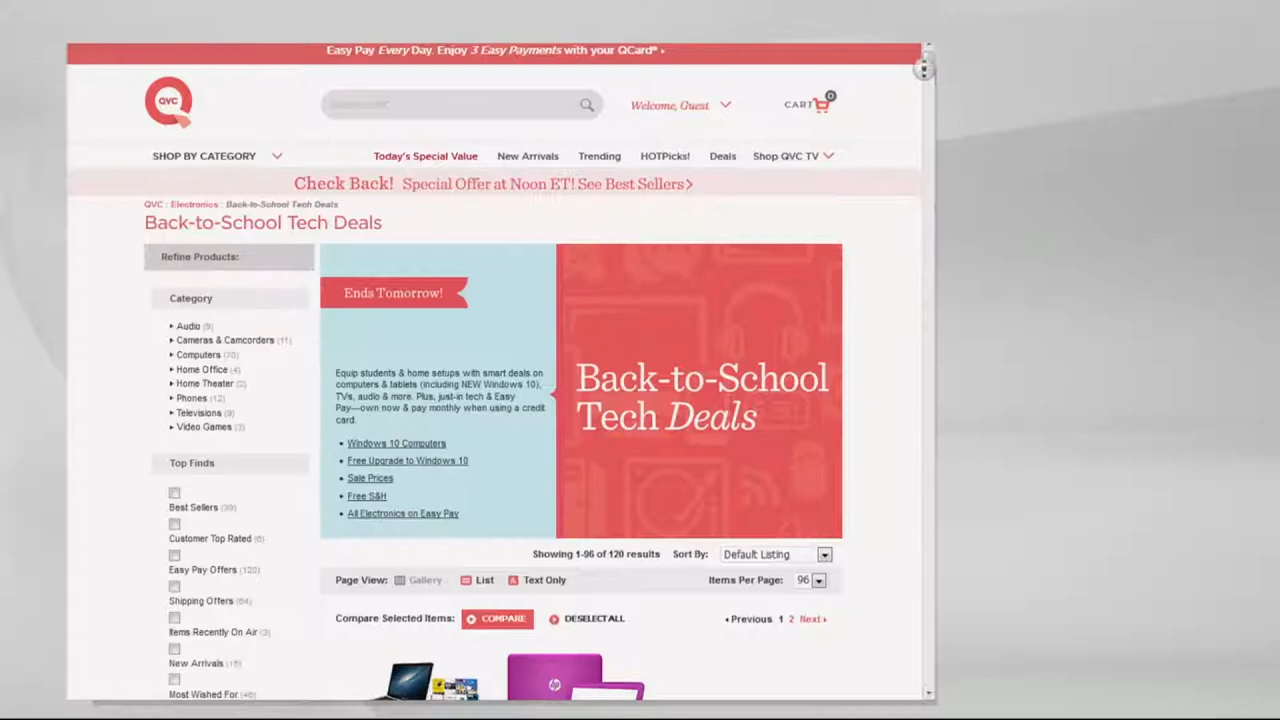 Easy Pay Every Day. Enjoy 3 Easy Payments with your QCard®
QVC
Welcome, Guest
CART
0
SHOP BY CATEGORY
Today's Special Value
New Arrivals
Trending
HOTPicks!
Deals
Shop QVC TV
Check Back! Special Offer at Noon ET! See Best Sellers
QVC : Electronics : Back-to-School Tech Deals
Back-to-School Tech Deals
Refine Products:
Category
Audio (9)
Cameras & Camcorders (11)
Computers (70)
Home Office (4)
Home Theater (2)
Phones (12)
Televisions (9)
Video Games (3)
Top Finds
Best Sellers (39)
Customer Top Rated (6)
Easy Pay Offers (120)
Shipping Offers (64)
Items Recently On Air (3)
New Arrivals (16)
Most Wished For (46)
Ends Tomorrow!
Equip students & home setups with smart deals on
computers & tablets (including NEW Windows 10),
TVs, audio & more. Plus, just-in tech & Easy
Pay—own now & pay monthly when using a credit
card.
• Windows 10 Computers
• Free Upgrade to Windows 10
• Sale Prices
• Free S&H
• All Electronics on Easy Pay
Back-to-School
Tech Deals
Showing 1-96 of 120 results
Sort By:
Default Listing
Page View:
Gallery
List
Text Only
Items Per Page:
96
Compare Selected Items:
COMPARE
DESELECT ALL
Previous 1 2 Next
hp